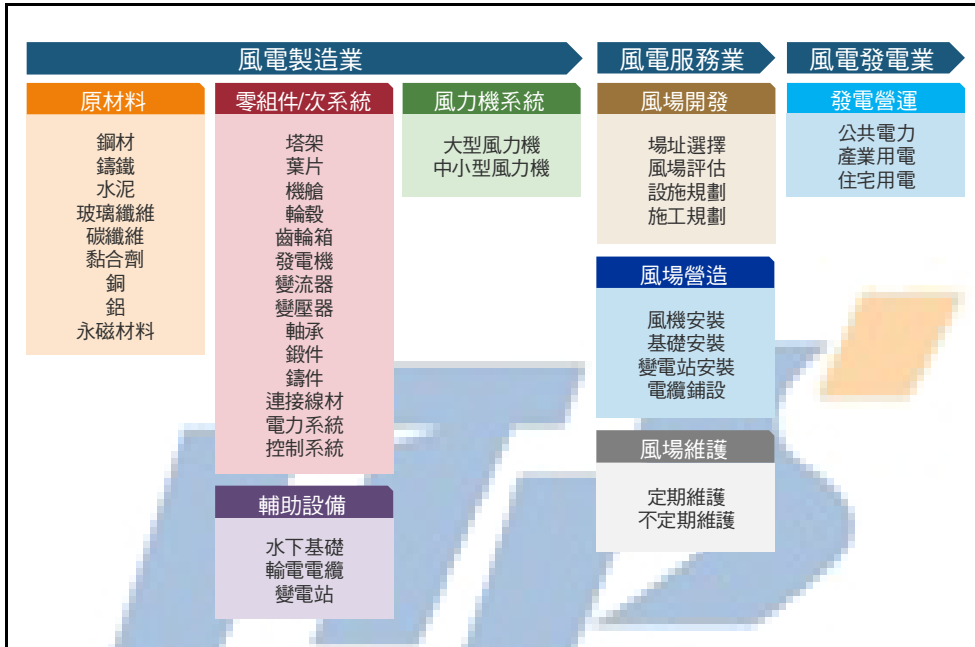 風電製造業
風電服務業
風電發電業
原材料
鋼材
鑄鐵
水泥
玻璃纖維
碳纖維
黏合劑
銅
鋁
永磁材料
零組件/次系統
塔架
葉片
機艙
輪轂
齒輪箱
發電機
變流器
變壓器
軸承
鍛件
鑄件
連接線材
電力系統
控制系統
輔助設備
水下基礎
輸電電纜
變電站
風力機系統
大型風力機
中小型風力機
風場開發
場址選擇
風場評估
設施規劃
施工規劃
風場營造
風機安裝
基礎安裝
變電站安裝
電纜鋪設
風場維護
定期維護
不定期維護
發電營運
公共電力
產業用電
住宅用電